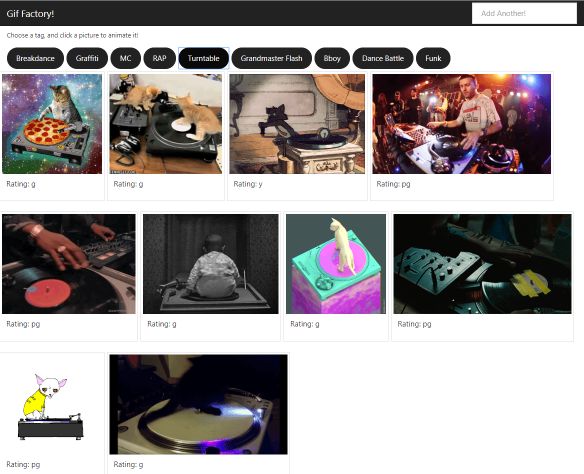 Gif Factory!
Add Another!
Choose a tag, and click a picture to animate it!
Breakdance Graffiti MC RAP Turntable Grandmaster Flash Bboy Dance Battle Funk
Rating: g Rating: g Rating: y Rating: pg
Rating: pg Rating: g Rating: g Rating: pg
Rating: pg Rating: g